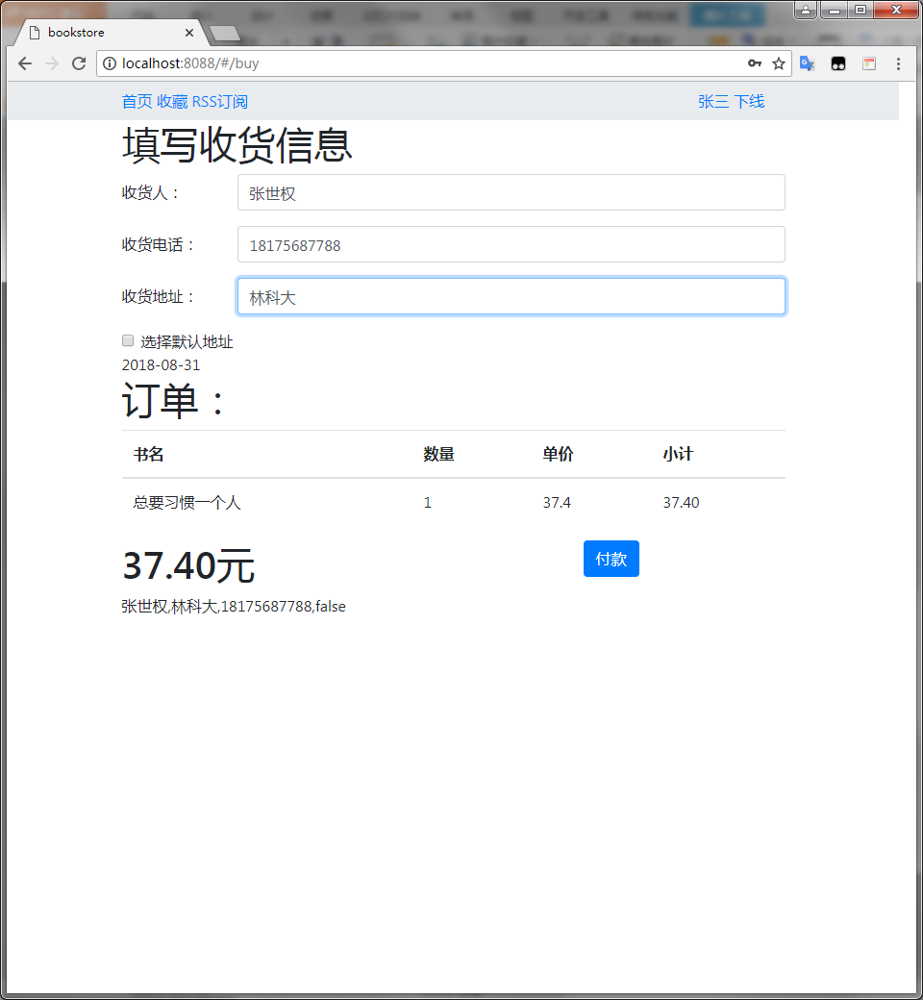 bookstore
localhost:8088/#/buy
首页 收藏 RSS订阅 张三 下线
填写收货信息
收货人： 张世权
收货电话： 18175687788
收货地址： 林科大
选择默认地址
2018-08-31
订单：
书名 数量 单价 小计
总要习惯一个人 1 37.4 37.40
37.40元 付款
张世权,林科大,18175687788,false